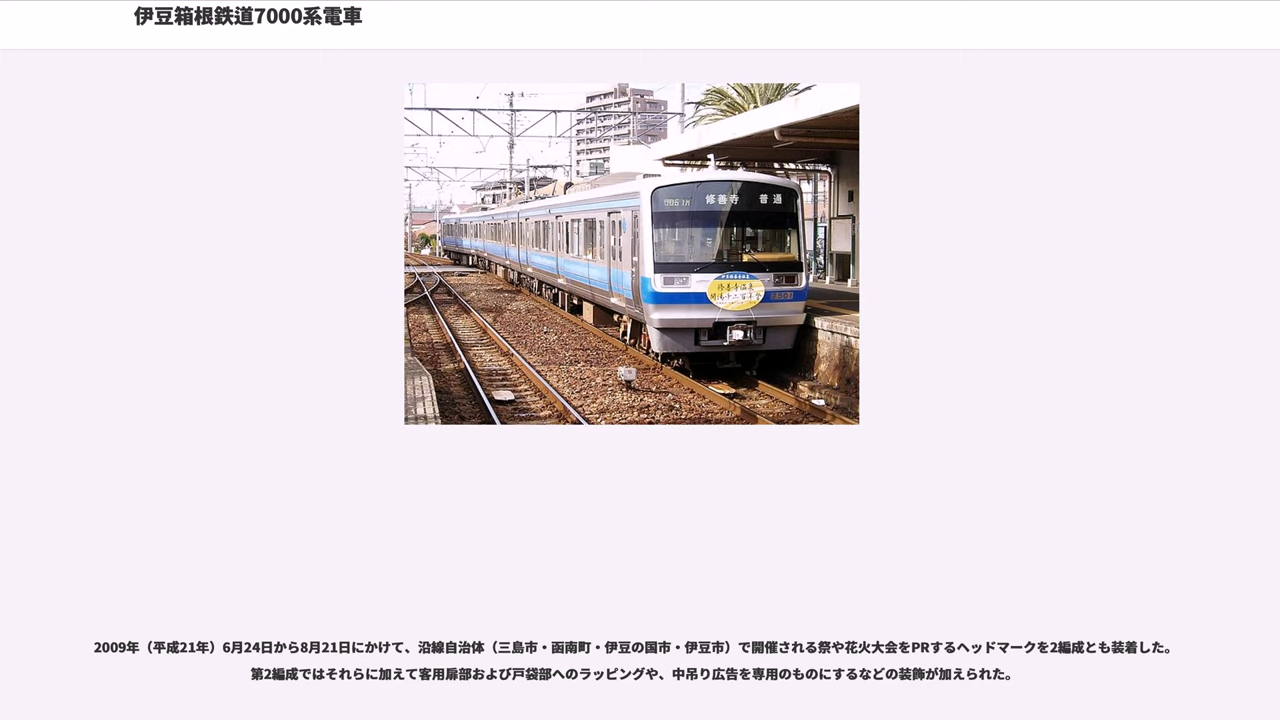 伊豆箱根鉄道7000系電車
修善寺 普通
修善寺温泉
2009年（平成21年）6月24日から8月21日にかけて、沿線自治体（三島市・函南町・伊豆の国市・伊豆市）で開催される祭や花火大会をPRするヘッドマークを2編成とも装着した。
第2編成ではそれらに加えて客用扉部および戸袋部へのラッピングや、中吊り広告を専用のものにするなどの装飾が加えられた。